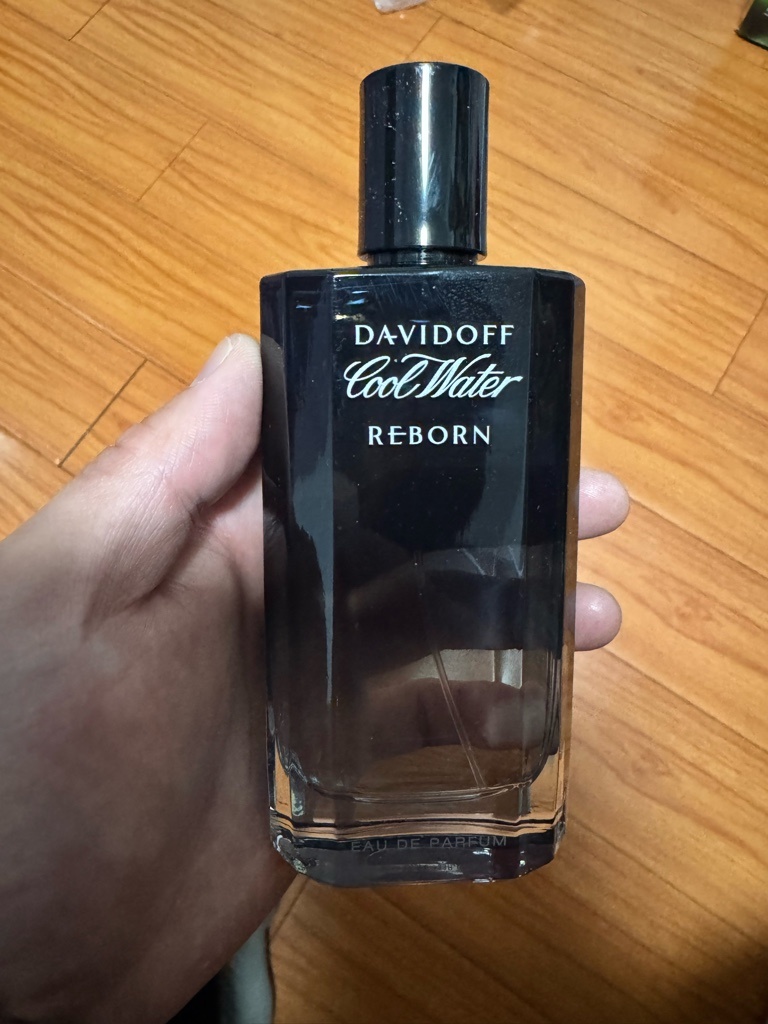 DAVIDOFF
Cool Water
REBORN
EAU DE PARFUM